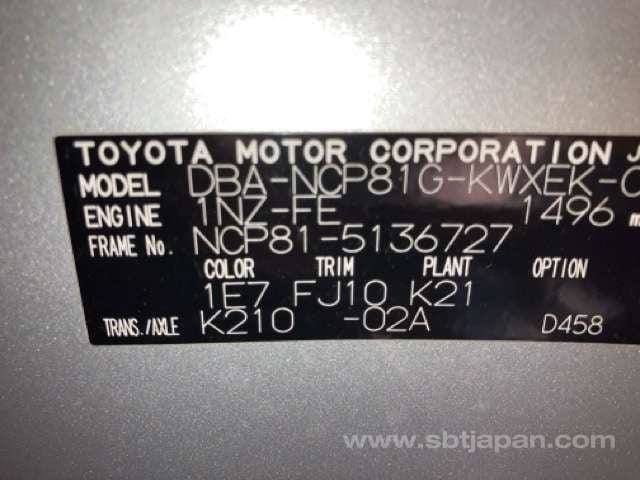 TOYOTA MOTOR CORPORATION J
MODEL DBA-NCP81G-KWXEK-
ENGINE 1NZ-FE 1496
FRAME No. NCP81-5136727
COLOR TRIM PLANT OPTION
1E7 FJ10 K21
TRANS./AXLE K210 -02A D458
www.sbtjapan.com